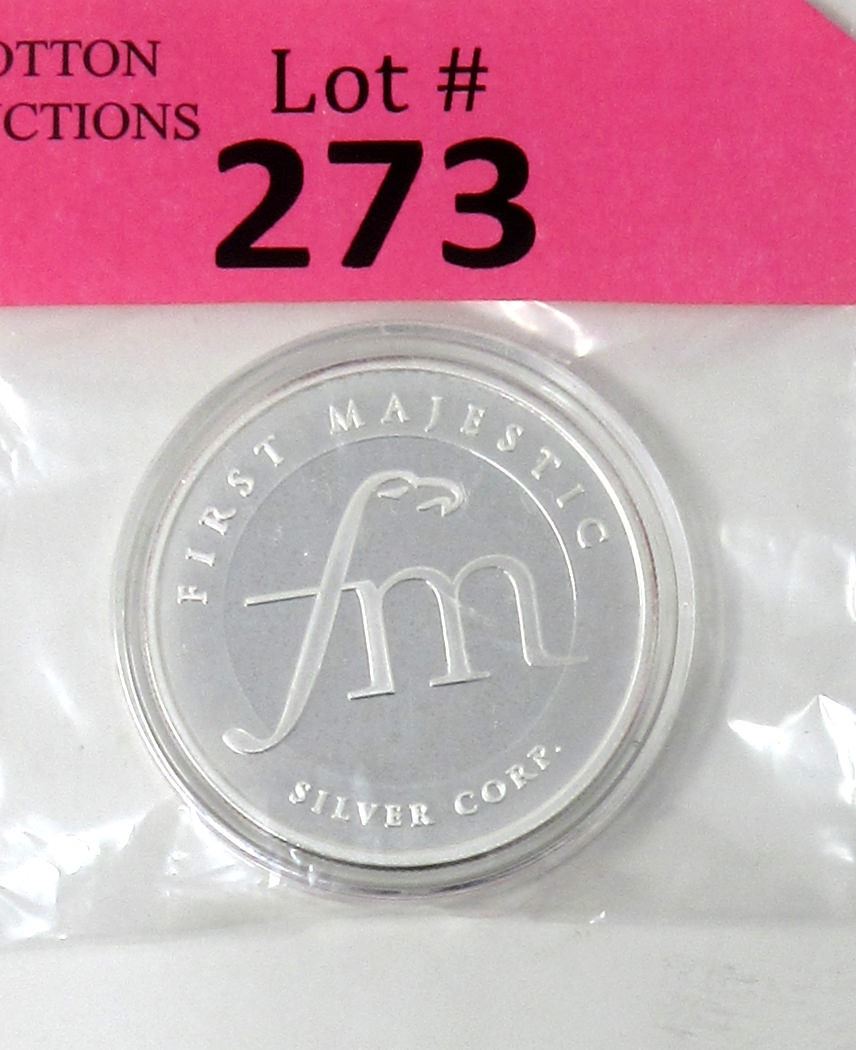 OTTON
CTIONS
Lot #
273
FIRST MAJESTIC
fm
SILVER CORP.